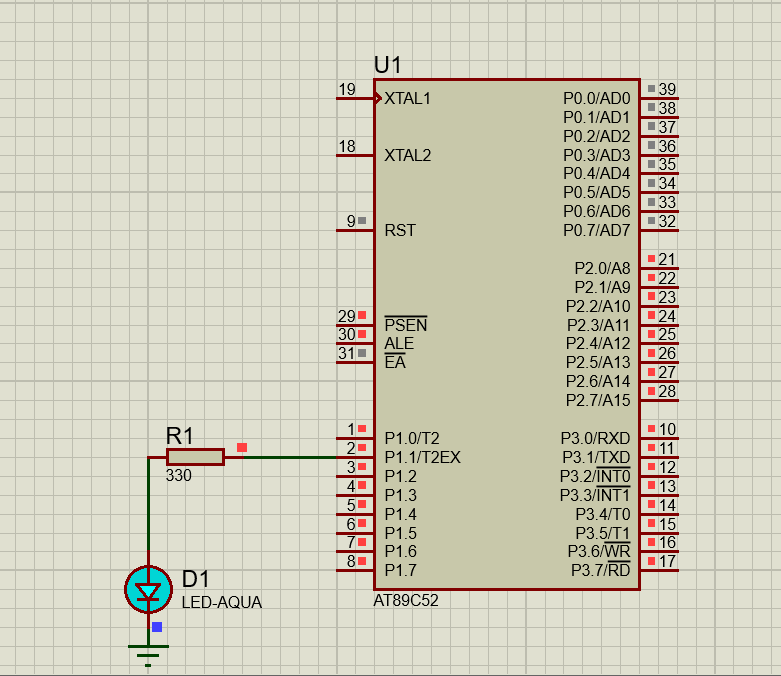 U1
19 XTAL1 P0.0/AD0 39
P0.1/AD1 38
P0.2/AD2 37
18 XTAL2 P0.3/AD3 36
P0.4/AD4 35
P0.5/AD5 34
P0.6/AD6 33
9 RST P0.7/AD7 32
P2.0/A8 21
P2.1/A9 22
P2.2/A10 23
29 PSEN P2.3/A11 24
30 ALE P2.4/A12 25
31 EA P2.5/A13 26
P2.6/A14 27
P2.7/A15 28
1 P1.0/T2 P3.0/RXD 10
2 P1.1/T2EX P3.1/TXD 11
3 P1.2 P3.2/INT0 12
4 P1.3 P3.3/INT1 13
5 P1.4 P3.4/T0 14
6 P1.5 P3.5/T1 15
7 P1.6 P3.6/WR 16
8 P1.7 P3.7/RD 17
AT89C52
R1
330
D1
LED-AQUA